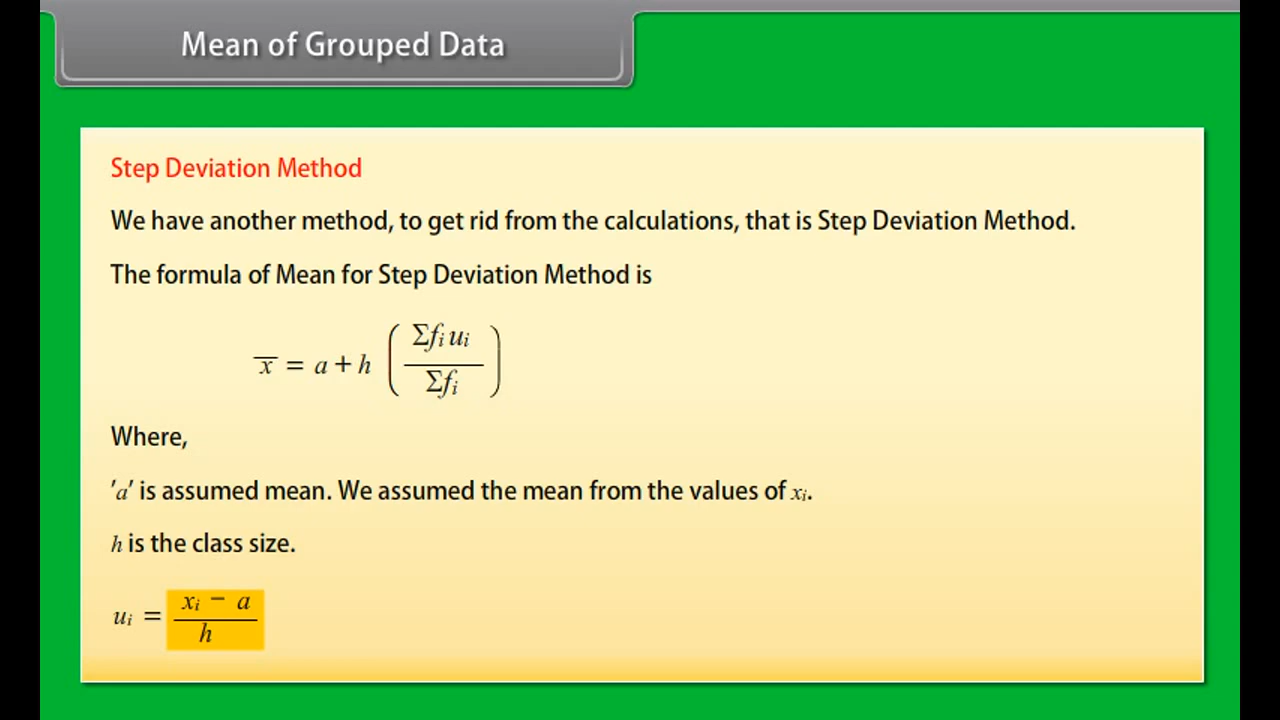 Mean of Grouped Data
Step Deviation Method
We have another method, to get rid from the calculations, that is Step Deviation Method.
The formula of Mean for Step Deviation Method is
x̅ = a + h ( Σfᵢuᵢ / Σfᵢ )
Where,
'a' is assumed mean. We assumed the mean from the values of xᵢ.
h is the class size.
uᵢ = xᵢ − a / h